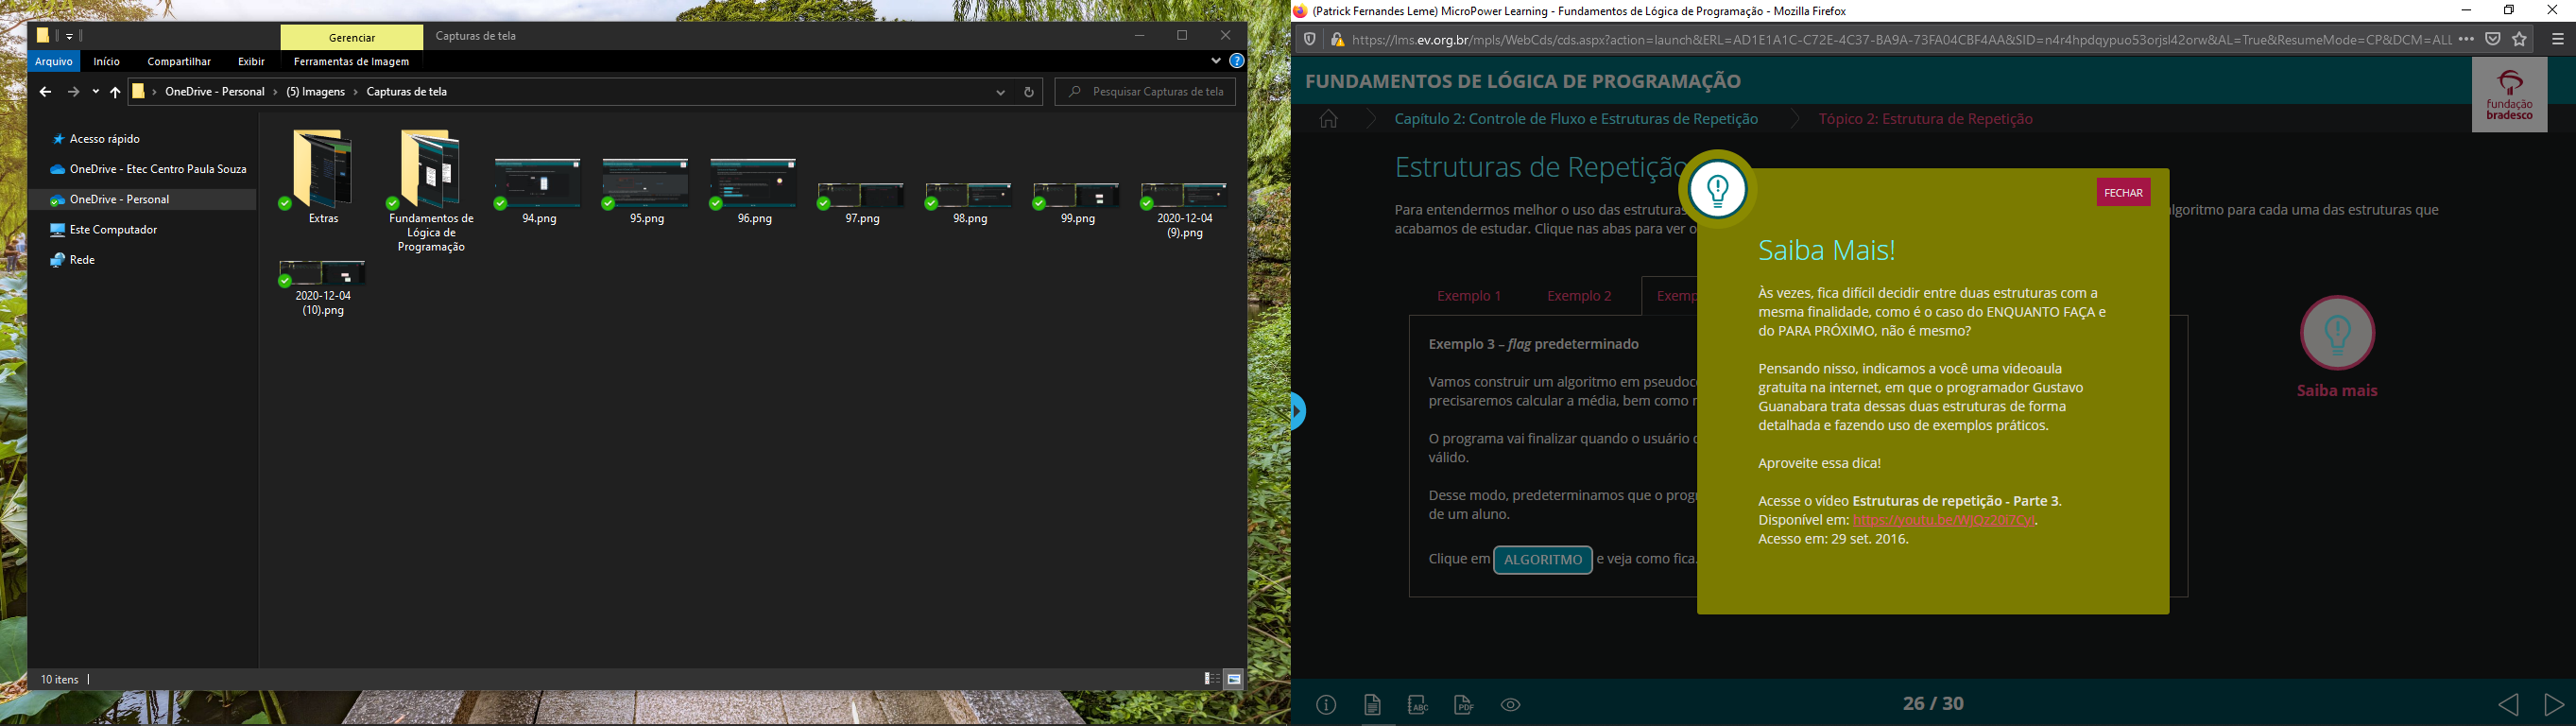 Gerenciar
Capturas de tela
Arquivo
Início
Compartilhar
Exibir
Ferramentas de Imagem
OneDrive - Personal
(5) Imagens
Capturas de tela
Pesquisar Capturas de tela
Acesso rápido
OneDrive - Etec Centro Paula Souza
OneDrive - Personal
Este Computador
Rede
Extras
Fundamentos de
Lógica de
Programação
94.png
95.png
96.png
97.png
98.png
99.png
2020-12-04
(9).png
2020-12-04
(10).png
10 itens
(Patrick Fernandes Leme) MicroPower Learning - Fundamentos de Lógica de Programação - Mozilla Firefox
https://lms.ev.org.br/mpls/WebCds/cds.aspx?action=launch&ERL=AD1E1A1C-C72E-4C37-BA9A-73FA04CBF4AA&SID=n4r4hpdqypuo53orjsl42orw&AL=True&ResumeMode=CP&DCM=ALL
FUNDAMENTOS DE LÓGICA DE PROGRAMAÇÃO
fundação
bradesco
Capítulo 2: Controle de Fluxo e Estruturas de Repetição
Tópico 2: Estrutura de Repetição
Estruturas de Repetição
Para entendermos melhor o uso das estruturas
algoritmo para cada uma das estruturas que
acabamos de estudar. Clique nas abas para ver o
Exemplo 1
Exemplo 2
Exemp
Exemplo 3 – flag predeterminado
Vamos construir um algoritmo em pseudoc
precisaremos calcular a média, bem como
O programa vai finalizar quando o usuário
válido.
Desse modo, predeterminamos que o progr
de um aluno.
Clique em ALGORITMO e veja como fica.
FECHAR
Saiba Mais!
Às vezes, fica difícil decidir entre duas estruturas com a
mesma finalidade, como é o caso do ENQUANTO FAÇA e
do PARA PRÓXIMO, não é mesmo?
Pensando nisso, indicamos a você uma videoaula
gratuita na internet, em que o programador Gustavo
Guanabara trata dessas duas estruturas de forma
detalhada e fazendo uso de exemplos práticos.
Aproveite essa dica!
Acesse o vídeo Estruturas de repetição - Parte 3.
Disponível em:
Acesso em: 29 set. 2016.
Saiba mais
ABC
PDF
26 / 30